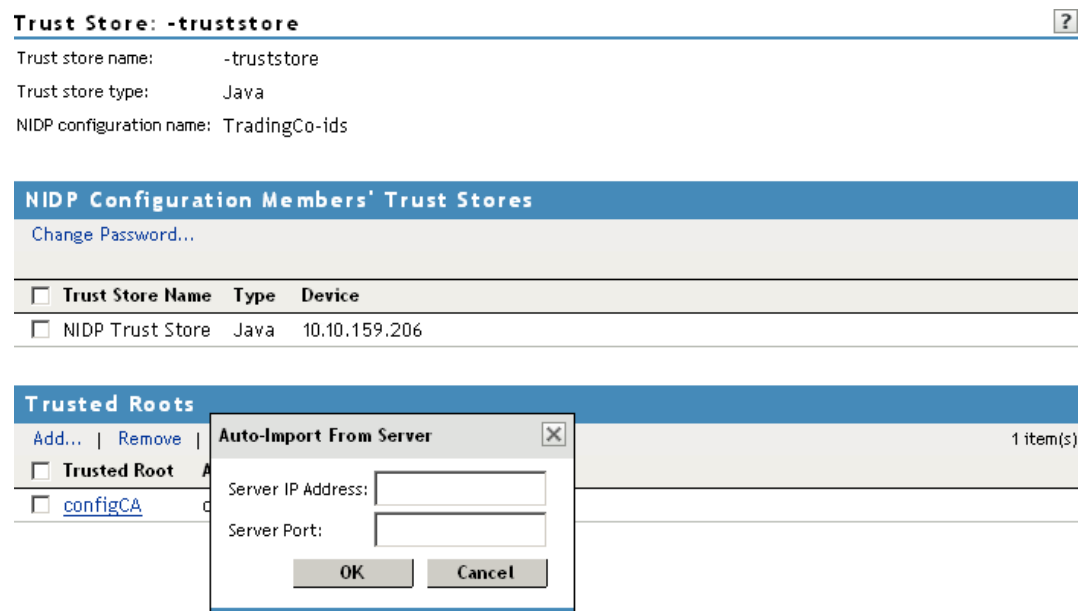 Trust Store: -truststore
?
Trust store name: -truststore
Trust store type: Java
NIDP configuration name: TradingCo-ids
NIDP Configuration Members' Trust Stores
Change Password...
Trust Store Name Type Device
NIDP Trust Store Java 10.10.159.206
Trusted Roots
Add... | Remove |
1 item(s)
Trusted Root
configCA
Auto-Import From Server
Server IP Address:
Server Port:
OK Cancel